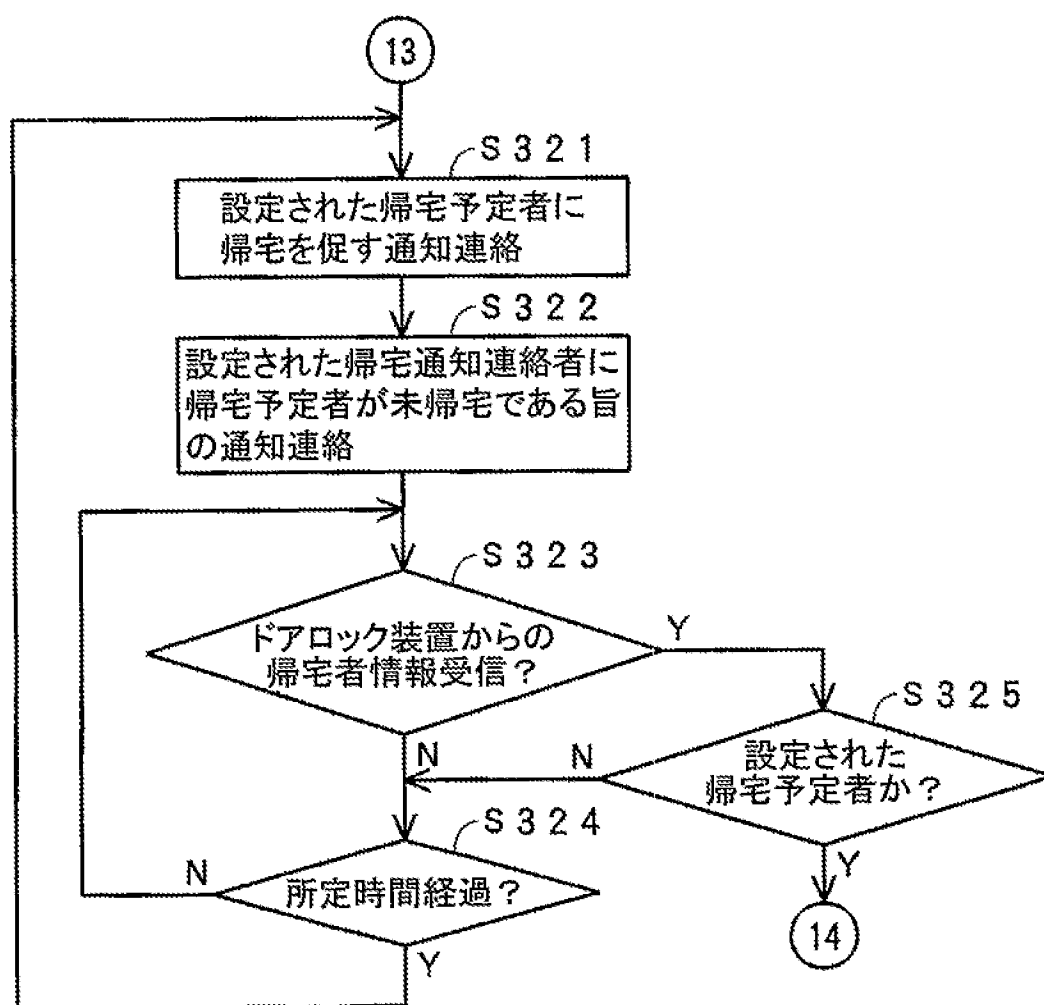 13
S321
設定された帰宅予定者に
帰宅を促す通知連絡
S322
設定された帰宅通知連絡者に
帰宅予定者が未帰宅である旨
の通知連絡
S323
ドアロック装置からの
帰宅者情報受信?
Y
N
S325
設定された
帰宅予定者か?
N
Y
S324
所定時間経過?
N
Y
14